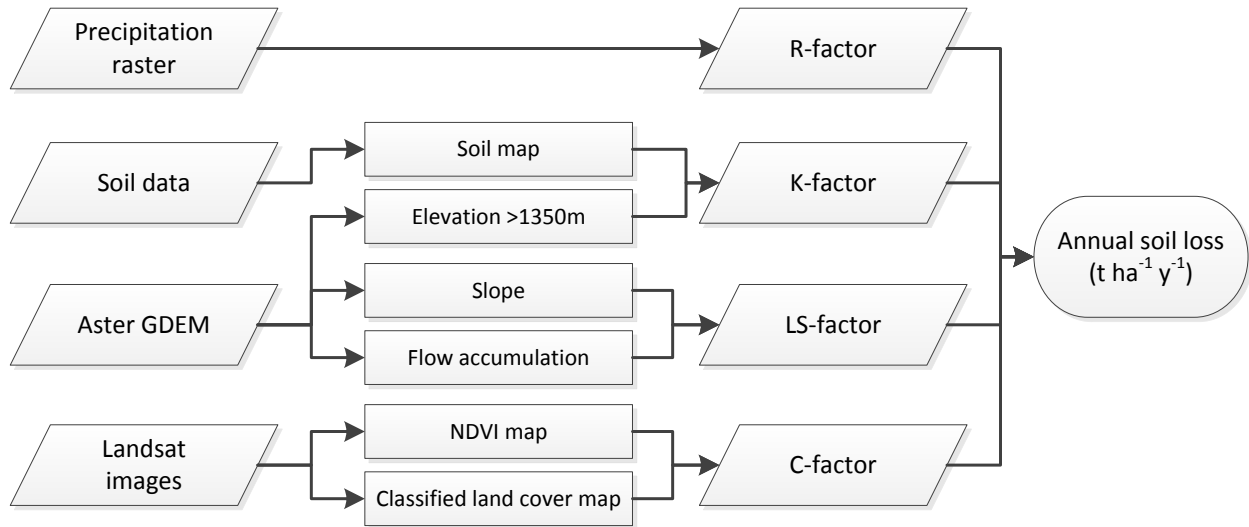 Precipitation
raster
R-factor
Soil data
Soil map
Elevation >1350m
K-factor
Aster GDEM
Slope
Flow accumulation
LS-factor
Landsat
images
NDVI map
Classified land cover map
C-factor
Annual soil loss
(t ha⁻¹ y⁻¹)